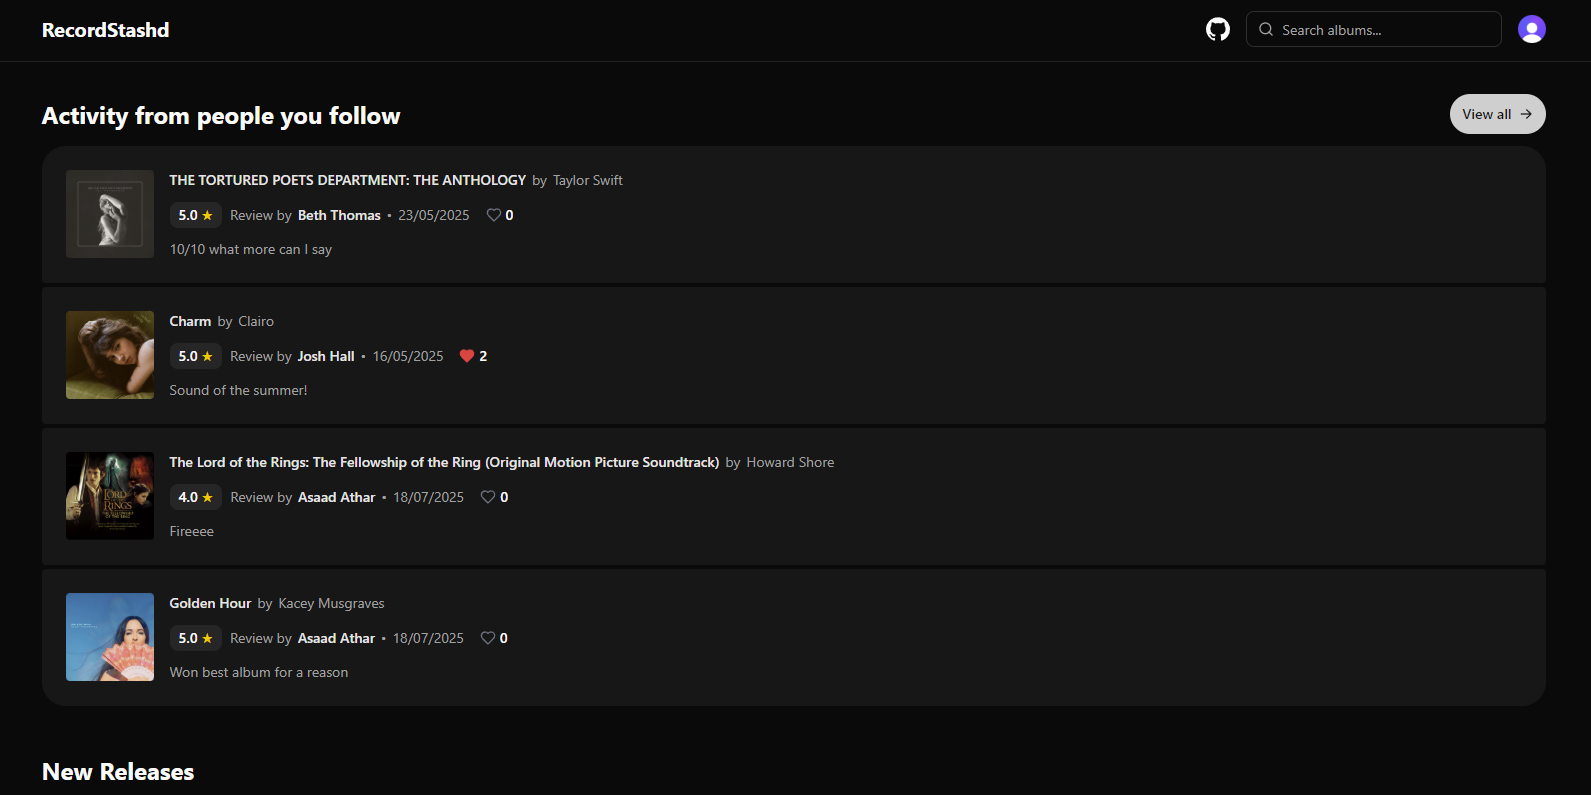 RecordStashd
Search albums...
Activity from people you follow
View all
THE TORTURED POETS DEPARTMENT: THE ANTHOLOGY by Taylor Swift
5.0 ★ Review by Beth Thomas • 23/05/2025 0
10/10 what more can I say
Charm by Clairo
5.0 ★ Review by Josh Hall • 16/05/2025 2
Sound of the summer!
The Lord of the Rings: The Fellowship of the Ring (Original Motion Picture Soundtrack) by Howard Shore
4.0 ★ Review by Asaad Athar • 18/07/2025 0
Fireeee
LORD
OF THE
RINGS
Golden Hour by Kacey Musgraves
5.0 ★ Review by Asaad Athar • 18/07/2025 0
Won best album for a reason
New Releases